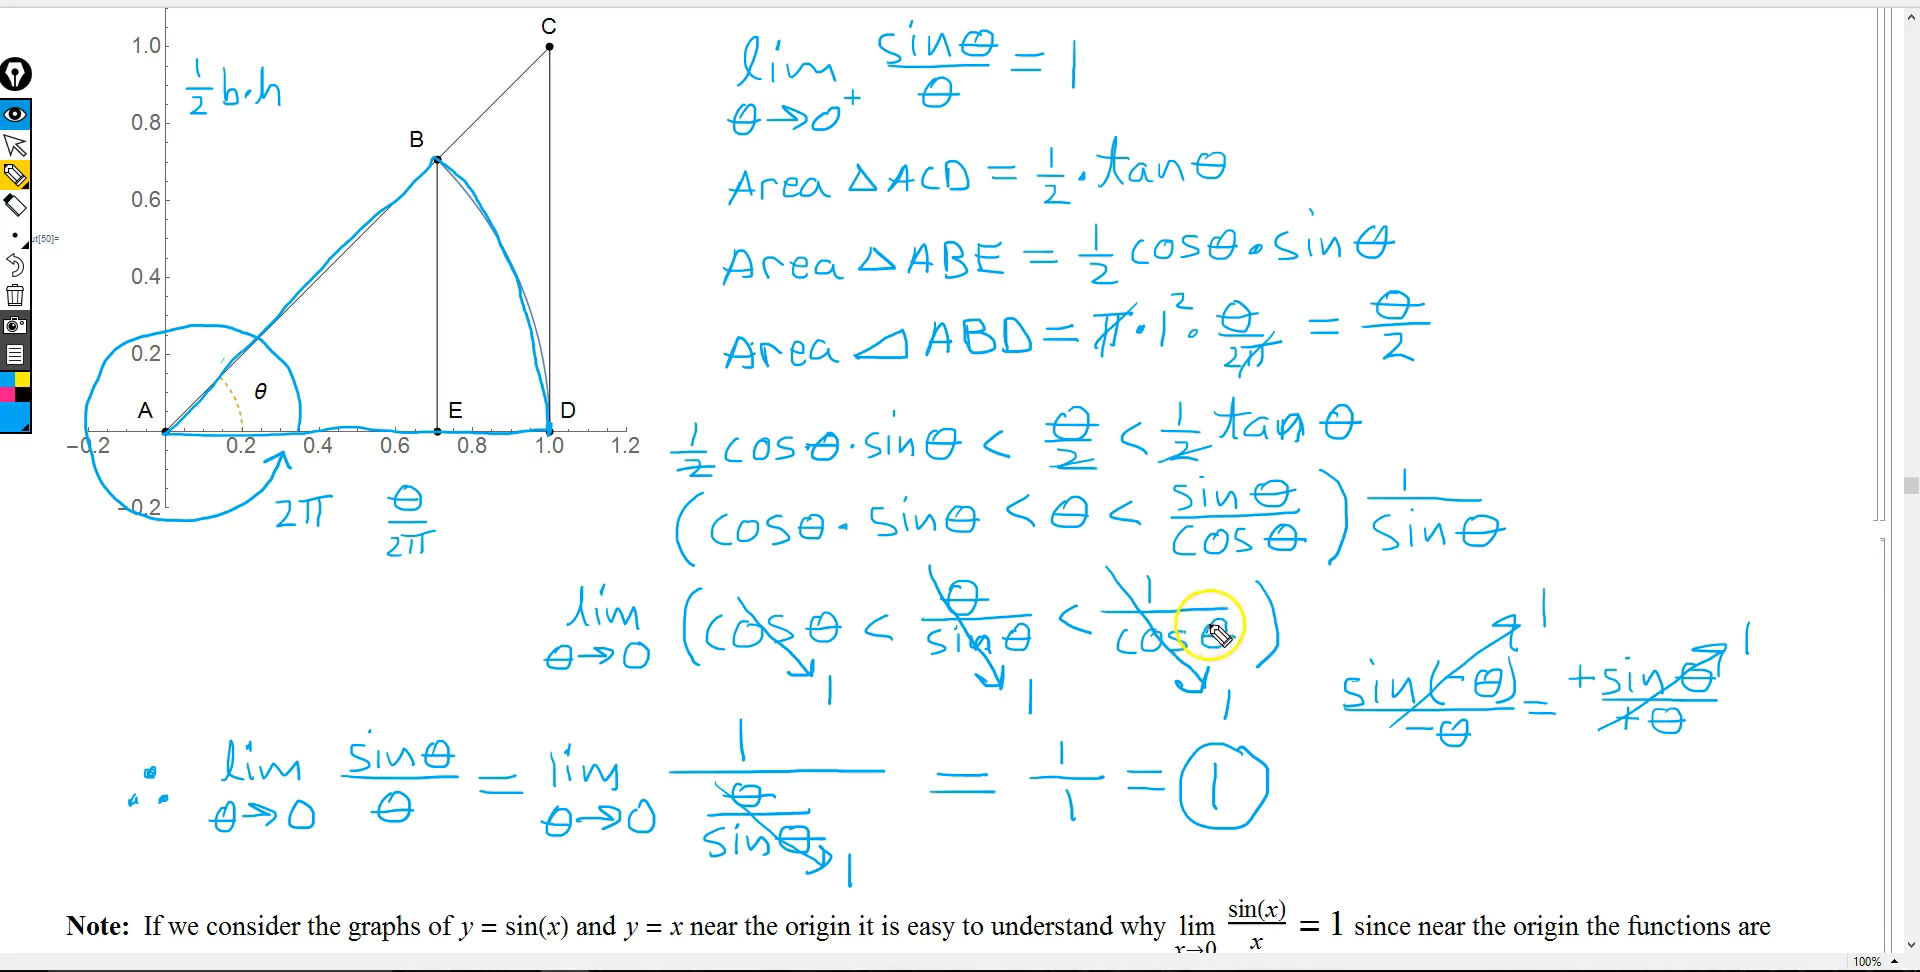 C
1.0
1/2 b·h
lim θ→0⁺ sinθ/θ = 1
0.8
B
Area △ACD = 1/2 · tanθ
0.6
ut[50]=
Area △ABE = 1/2 cosθ·sinθ
0.4
Area ◿ABD = π·1²·θ/2π = θ/2
0.2
θ
A E D
1/2 cosθ·sinθ < θ/2 < 1/2 tanθ
-0.2 0.2 0.4 0.6 0.8 1.0 1.2
-0.2
2π θ/2π
(cosθ·sinθ < θ < sinθ/cosθ) 1/sinθ
lim θ→0 (cosθ < θ/sinθ < 1/cosθ)
1 1 1
sin(-θ)/-θ = +sinθ/+θ
1 1
∴ lim θ→0 sinθ/θ = lim θ→0 1/(θ/sinθ) = 1/1 = 1
1
Note: If we consider the graphs of y = sin(x) and y = x near the origin it is easy to understand why lim x→0 sin(x)/x = 1 since near the origin the functions are
100%